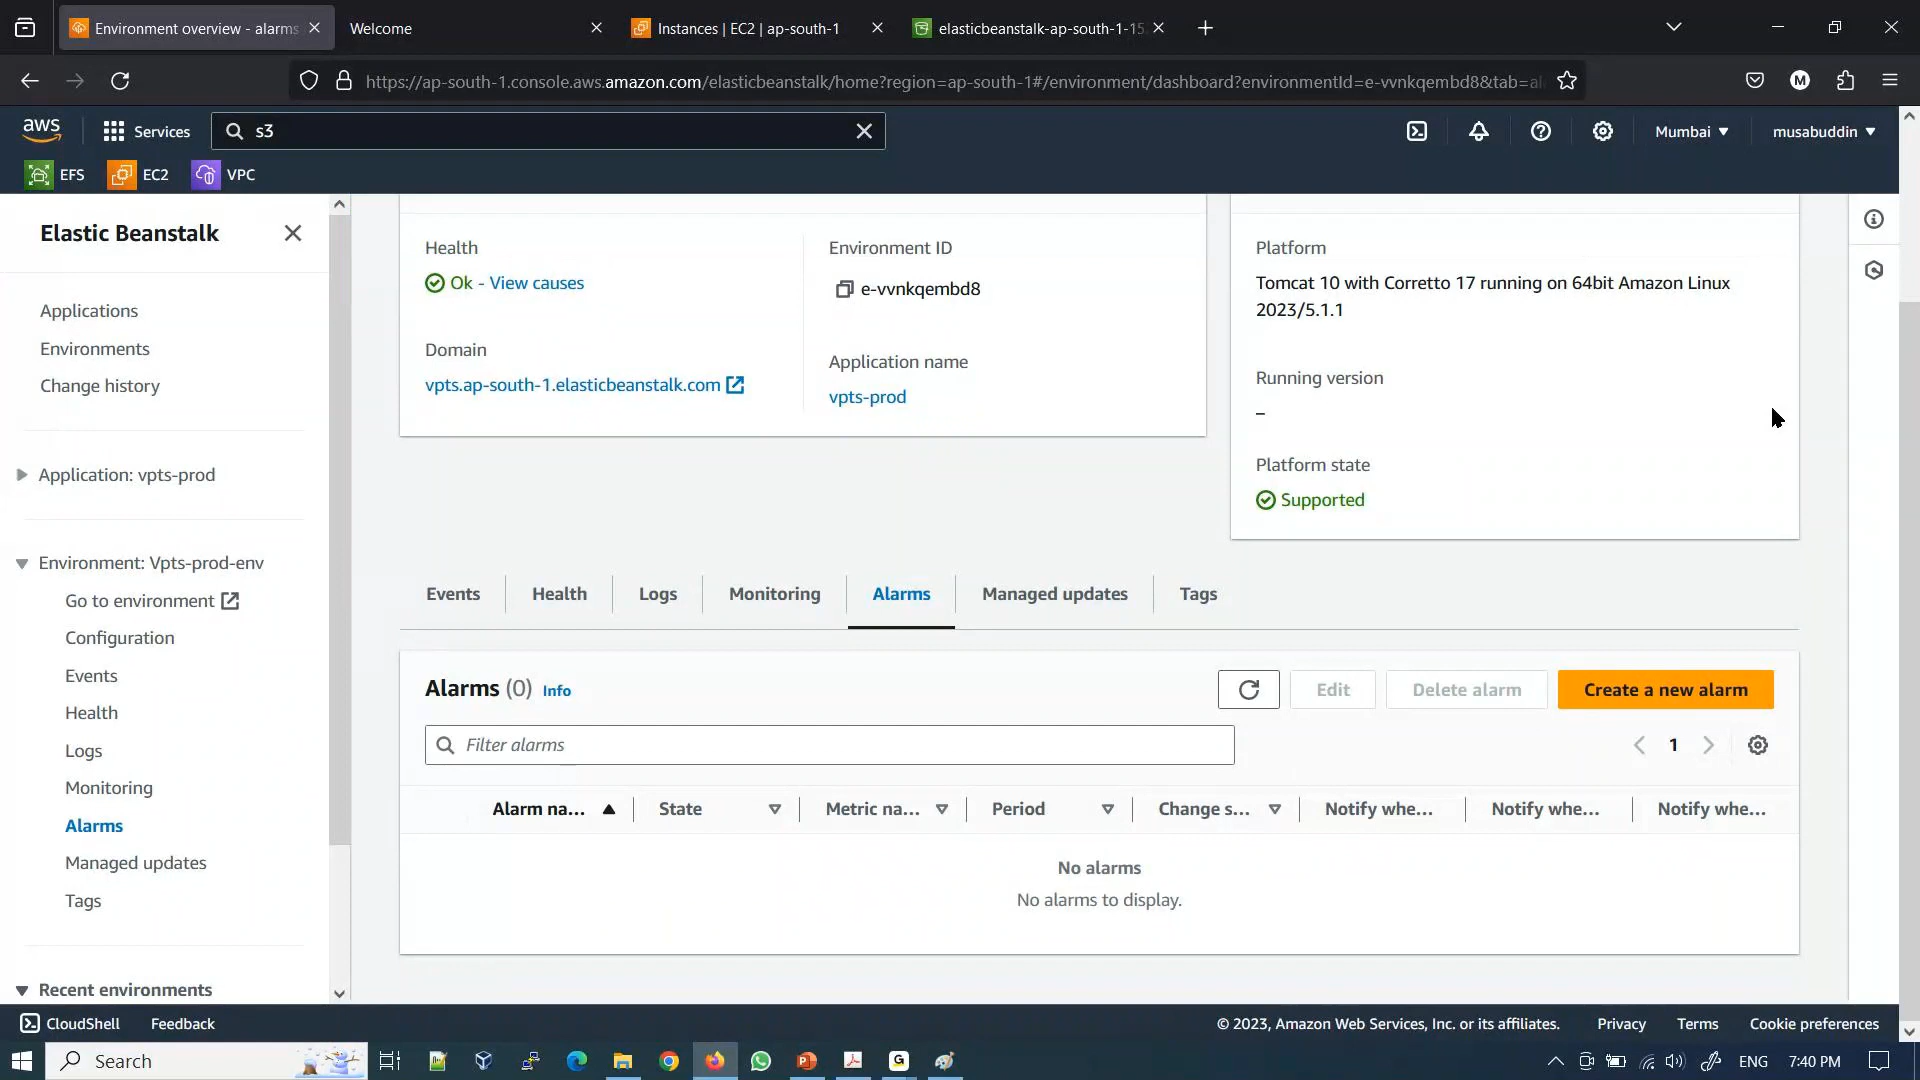 Environment overview - alarms
Welcome
Instances | EC2 | ap-south-1
elasticbeanstalk-ap-south-1-15
https://ap-south-1.console.aws.amazon.com/elasticbeanstalk/home?region=ap-south-1#/environment/dashboard?environmentId=e-vvnkqembd8&tab=al
M
aws
Services
s3
Mumbai
musabuddin
EFS
EC2
VPC
Elastic Beanstalk
Applications
Environments
Change history
Application: vpts-prod
Environment: Vpts-prod-env
Go to environment
Configuration
Events
Health
Logs
Monitoring
Alarms
Managed updates
Tags
Recent environments
Health
Ok - View causes
Domain
vpts.ap-south-1.elasticbeanstalk.com
Environment ID
e-vvnkqembd8
Application name
vpts-prod
Platform
Tomcat 10 with Corretto 17 running on 64bit Amazon Linux
2023/5.1.1
Running version
–
Platform state
Supported
Events
Health
Logs
Monitoring
Alarms
Managed updates
Tags
Alarms (0) Info
Edit
Delete alarm
Create a new alarm
Filter alarms
1
Alarm na...
State
Metric na...
Period
Change s...
Notify whe...
Notify whe...
Notify whe...
No alarms
No alarms to display.
CloudShell
Feedback
© 2023, Amazon Web Services, Inc. or its affiliates.
Privacy
Terms
Cookie preferences
Search
G
ENG
7:40 PM